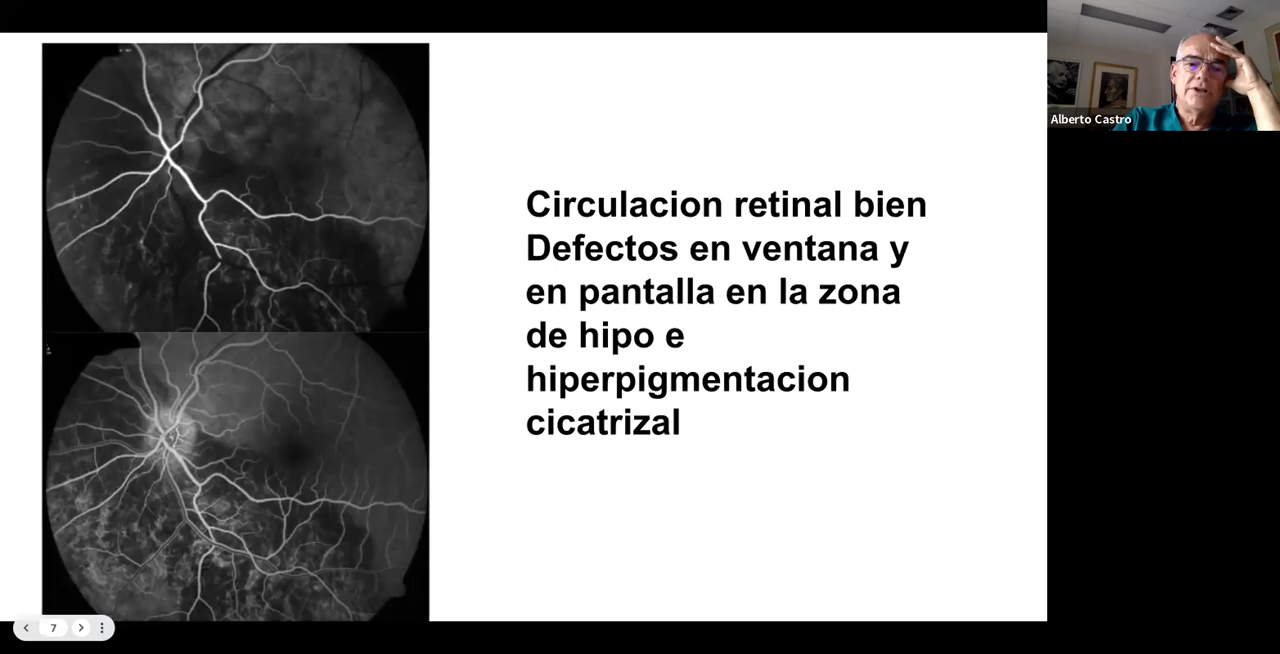 Circulacion retinal bien
Defectos en ventana y
en pantalla en la zona
de hipo e
hiperpigmentacion
cicatrizal
Alberto Castro
7